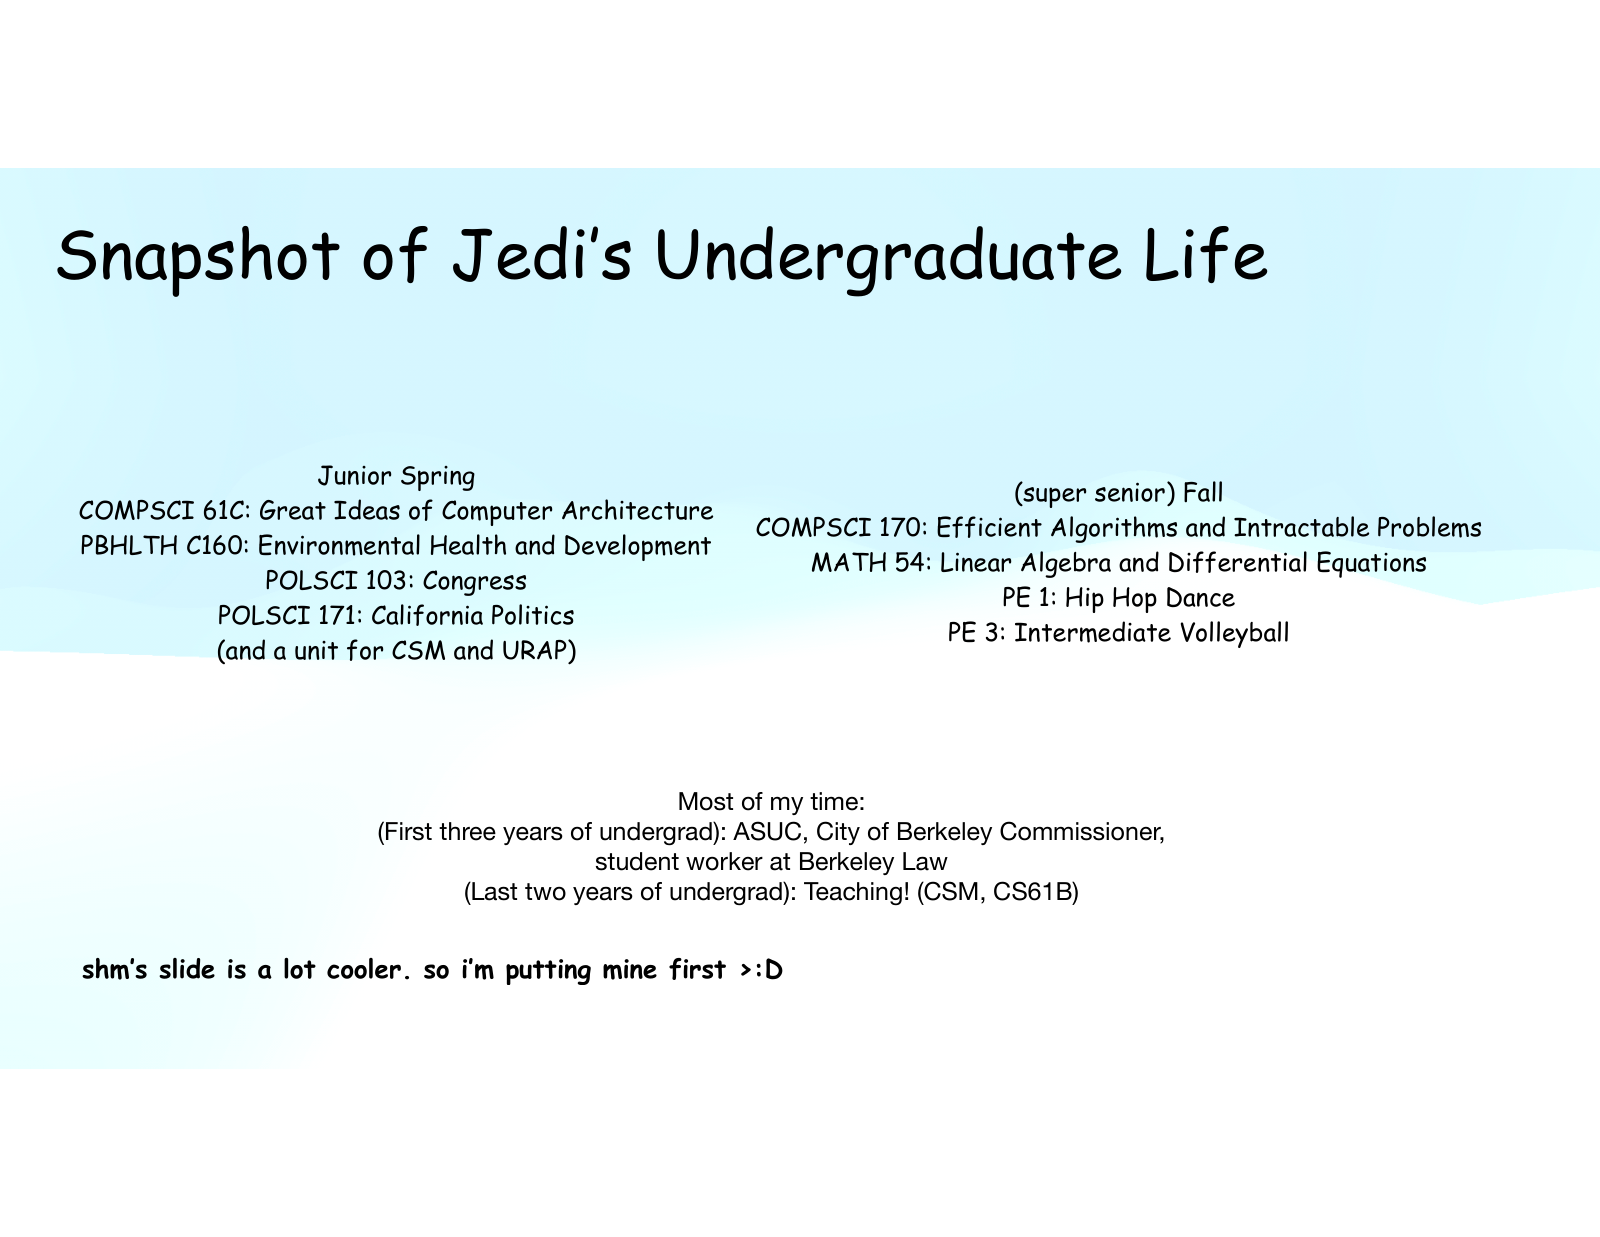 Snapshot of Jedi’s Undergraduate Life
Junior Spring
COMPSCI 61C: Great Ideas of Computer Architecture
PBHLTH C160: Environmental Health and Development
POLSCI 103: Congress
POLSCI 171: California Politics
(and a unit for CSM and URAP)
(super senior) Fall
COMPSCI 170: Efficient Algorithms and Intractable Problems
MATH 54: Linear Algebra and Differential Equations
PE 1: Hip Hop Dance
PE 3: Intermediate Volleyball
Most of my time:
(First three years of undergrad): ASUC, City of Berkeley Commissioner,
student worker at Berkeley Law
(Last two years of undergrad): Teaching! (CSM, CS61B)
shm’s slide is a lot cooler. so i’m putting mine first >:D